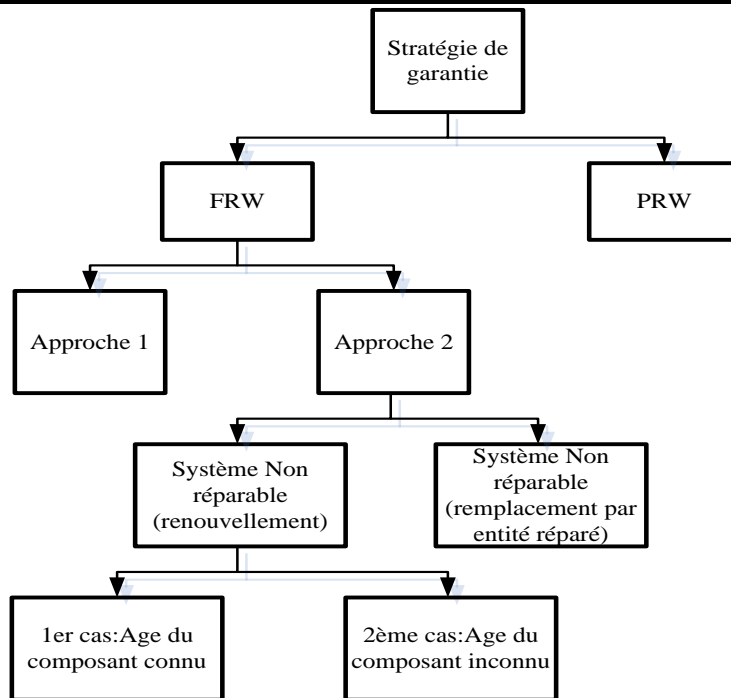 Stratégie de
garantie
FRW
PRW
Approche 1
Approche 2
Système Non
réparable
(renouvellement)
Système Non
réparable
(remplacement par
entité réparé)
1er cas:Age du
composant connu
2ème cas:Age du
composant inconnu